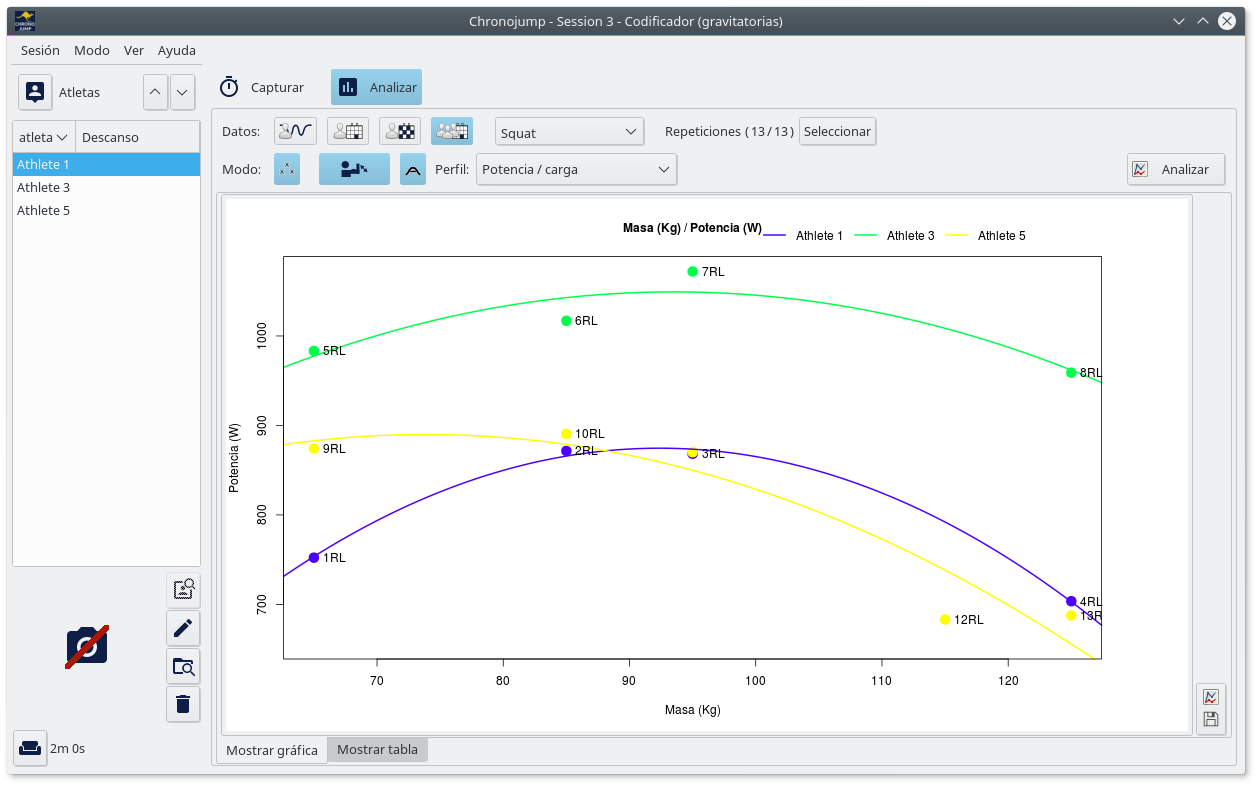 Chronojump - Session 3 - Codificador (gravitatorias)
Sesión Modo Ver Ayuda
Atletas
Capturar
Analizar
atleta Descanso
Athlete 1
Athlete 3
Athlete 5
Datos: Squat Repeticiones (13/13) Seleccionar
Modo: Perfil: Potencia / carga Analizar
Masa (Kg) / Potencia (W) Athlete 1 Athlete 3 Athlete 5
7RL
6RL
5RL
8RL
10RL
9RL
2RL
3RL
1RL
4RL
13R
12RL
1000
900
800
700
Potencia (W)
70 80 90 100 110 120
Masa (Kg)
2m 0s
Mostrar gráfica Mostrar tabla